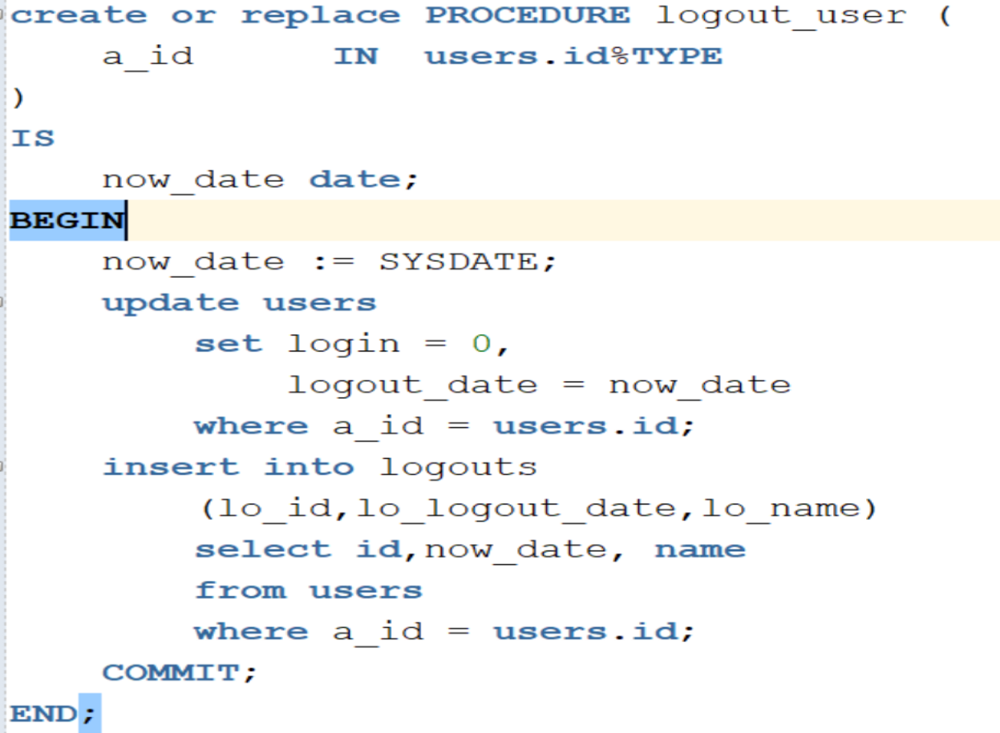 create or replace PROCEDURE logout_user (
    a_id      IN  users.id%TYPE
)
IS
    now_date date;
BEGIN
    now_date := SYSDATE;
    update users
        set login = 0,
            logout_date = now_date
        where a_id = users.id;
    insert into logouts
        (lo_id,lo_logout_date,lo_name)
        select id,now_date, name
        from users
        where a_id = users.id;
    COMMIT;
END;